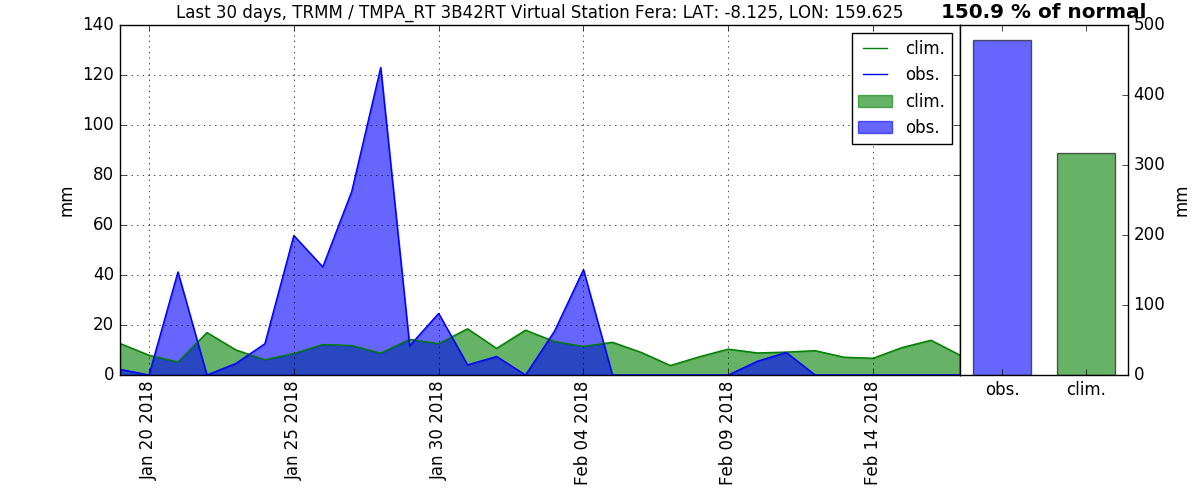 Last 30 days, TRMM / TMPA_RT 3B42RT Virtual Station Fera: LAT: -8.125, LON: 159.625
150.9 % of normal
140
120
100
80
60
40
20
0
mm
clim.
obs.
clim.
obs.
Jan 20 2018
Jan 25 2018
Jan 30 2018
Feb 04 2018
Feb 09 2018
Feb 14 2018
500
400
300
200
100
0
mm
obs. clim.